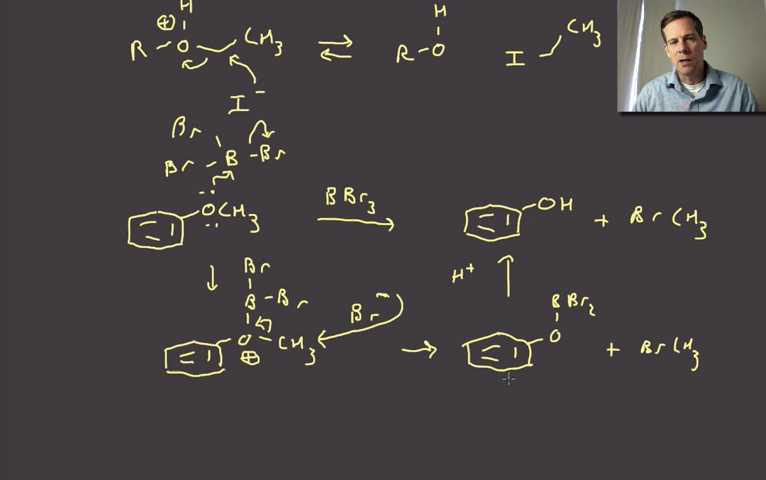 H
⊕
R-O CH3 ⇌ R-O H I CH3
I-
Br
Br B -Br
OCH3 BBr3 → OH + BrCH3
↓ Br H+ ↑
B-Br Br- BBr2
O-CH3 → O + BrCH3
⊕